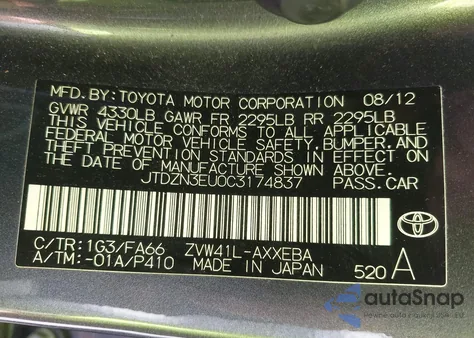 MFD.BY:TOYOTA MOTOR CORPORATION 08/12
GVWR 4330LB GAWR FR 2295LB RR 2295LB
THIS VEHICLE CONFORMS TO ALL APPLICABLE
FEDERAL MOTOR VEHICLE SAFETY,BUMPER,AND
THEFT PREVENTION STANDARDS IN EFFECT ON
THE DATE OF MANUFACTURE SHOWN ABOVE.
JTDZN3EU0C3174837 PASS.CAR
C/TR:1G3/FA66 ZVW41L-AXXEBA
A/TM:-01A/P410 MADE IN JAPAN 520 A
autoSnap